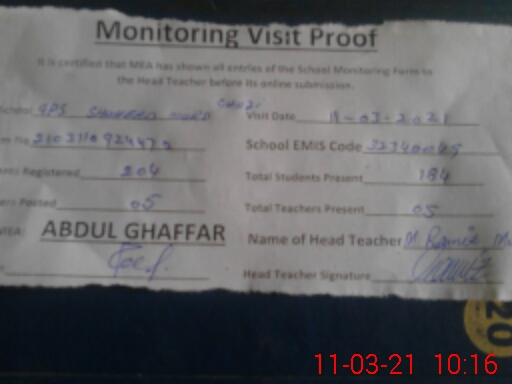 Monitoring Visit Proof
It is certified that MEA has shown all entries of the School Monitoring Form to
the Head Teacher before its online submission.
School GPS
Visit Date 11-03-2021
School EMIS Code
Registered 204
Total Students Present 184
Posted 05
Total Teachers Present 05
MEA: ABDUL GHAFFAR
Name of Head Teacher M
Head Teacher Signature
20
11-03-21 10:16